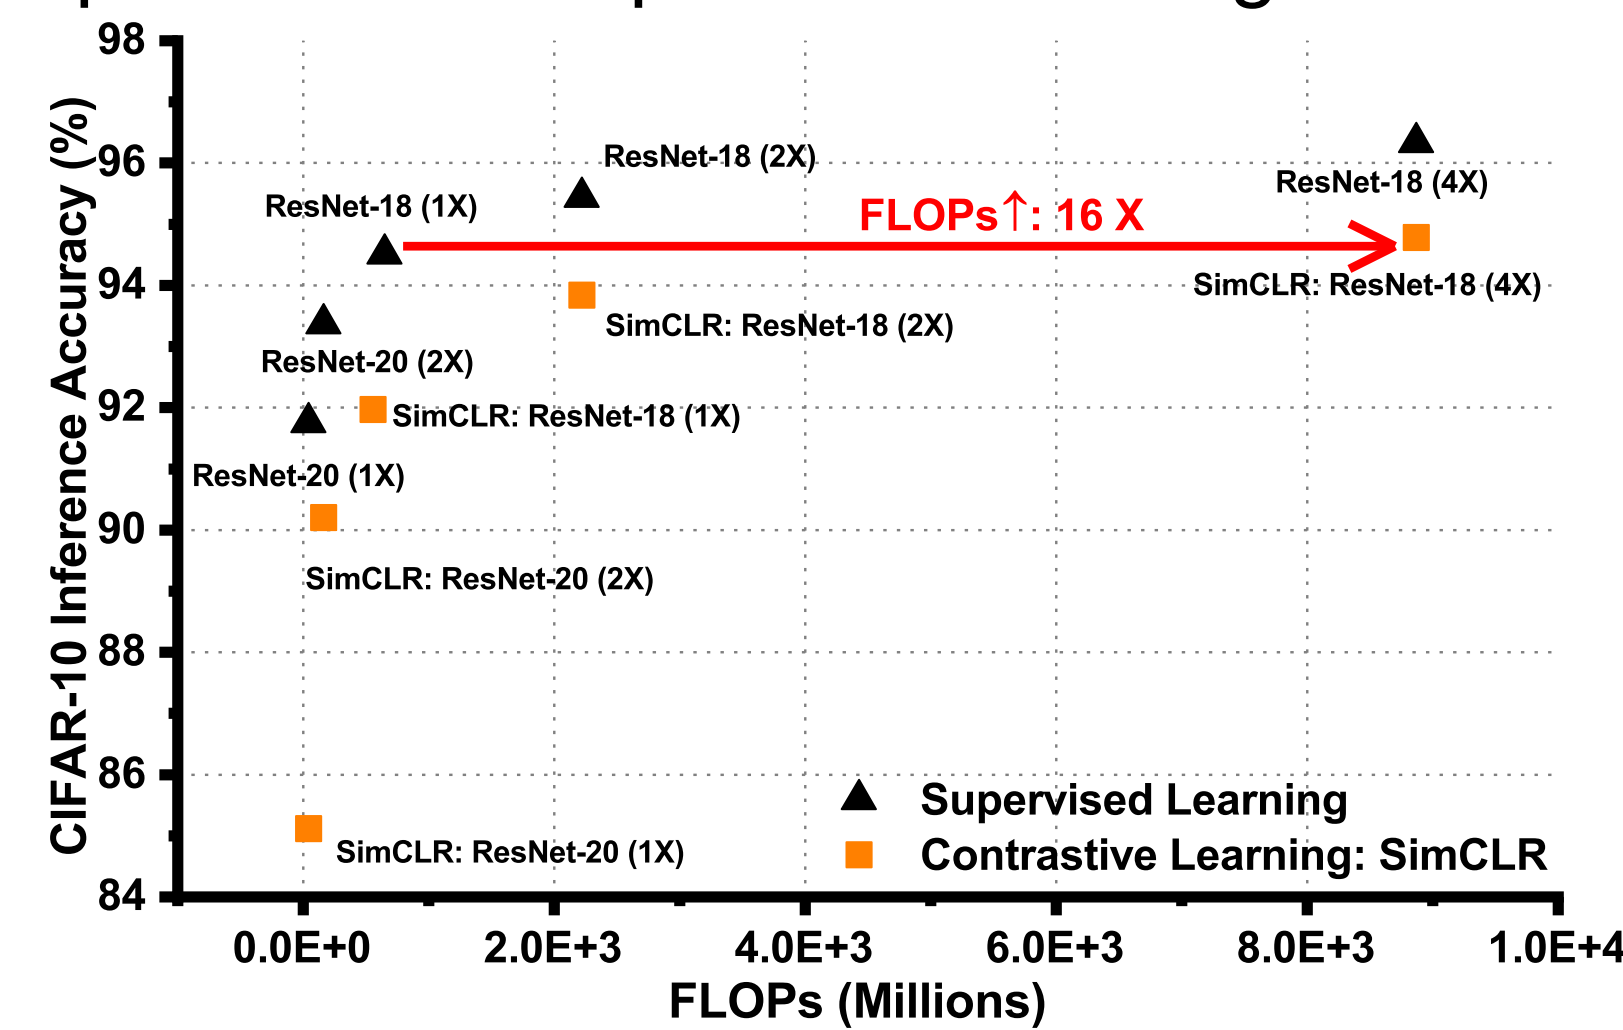 98
96
94
92
90
88
86
84
CIFAR-10 Inference Accuracy (%)
ResNet-18 (2X)
ResNet-18 (4X)
ResNet-18 (1X)
FLOPs↑: 16 X
SimCLR: ResNet-18 (4X)
SimCLR: ResNet-18 (2X)
ResNet-20 (2X)
SimCLR: ResNet-18 (1X)
ResNet-20 (1X)
SimCLR: ResNet-20 (2X)
Supervised Learning
Contrastive Learning: SimCLR
SimCLR: ResNet-20 (1X)
0.0E+0 2.0E+3 4.0E+3 6.0E+3 8.0E+3 1.0E+4
FLOPs (Millions)